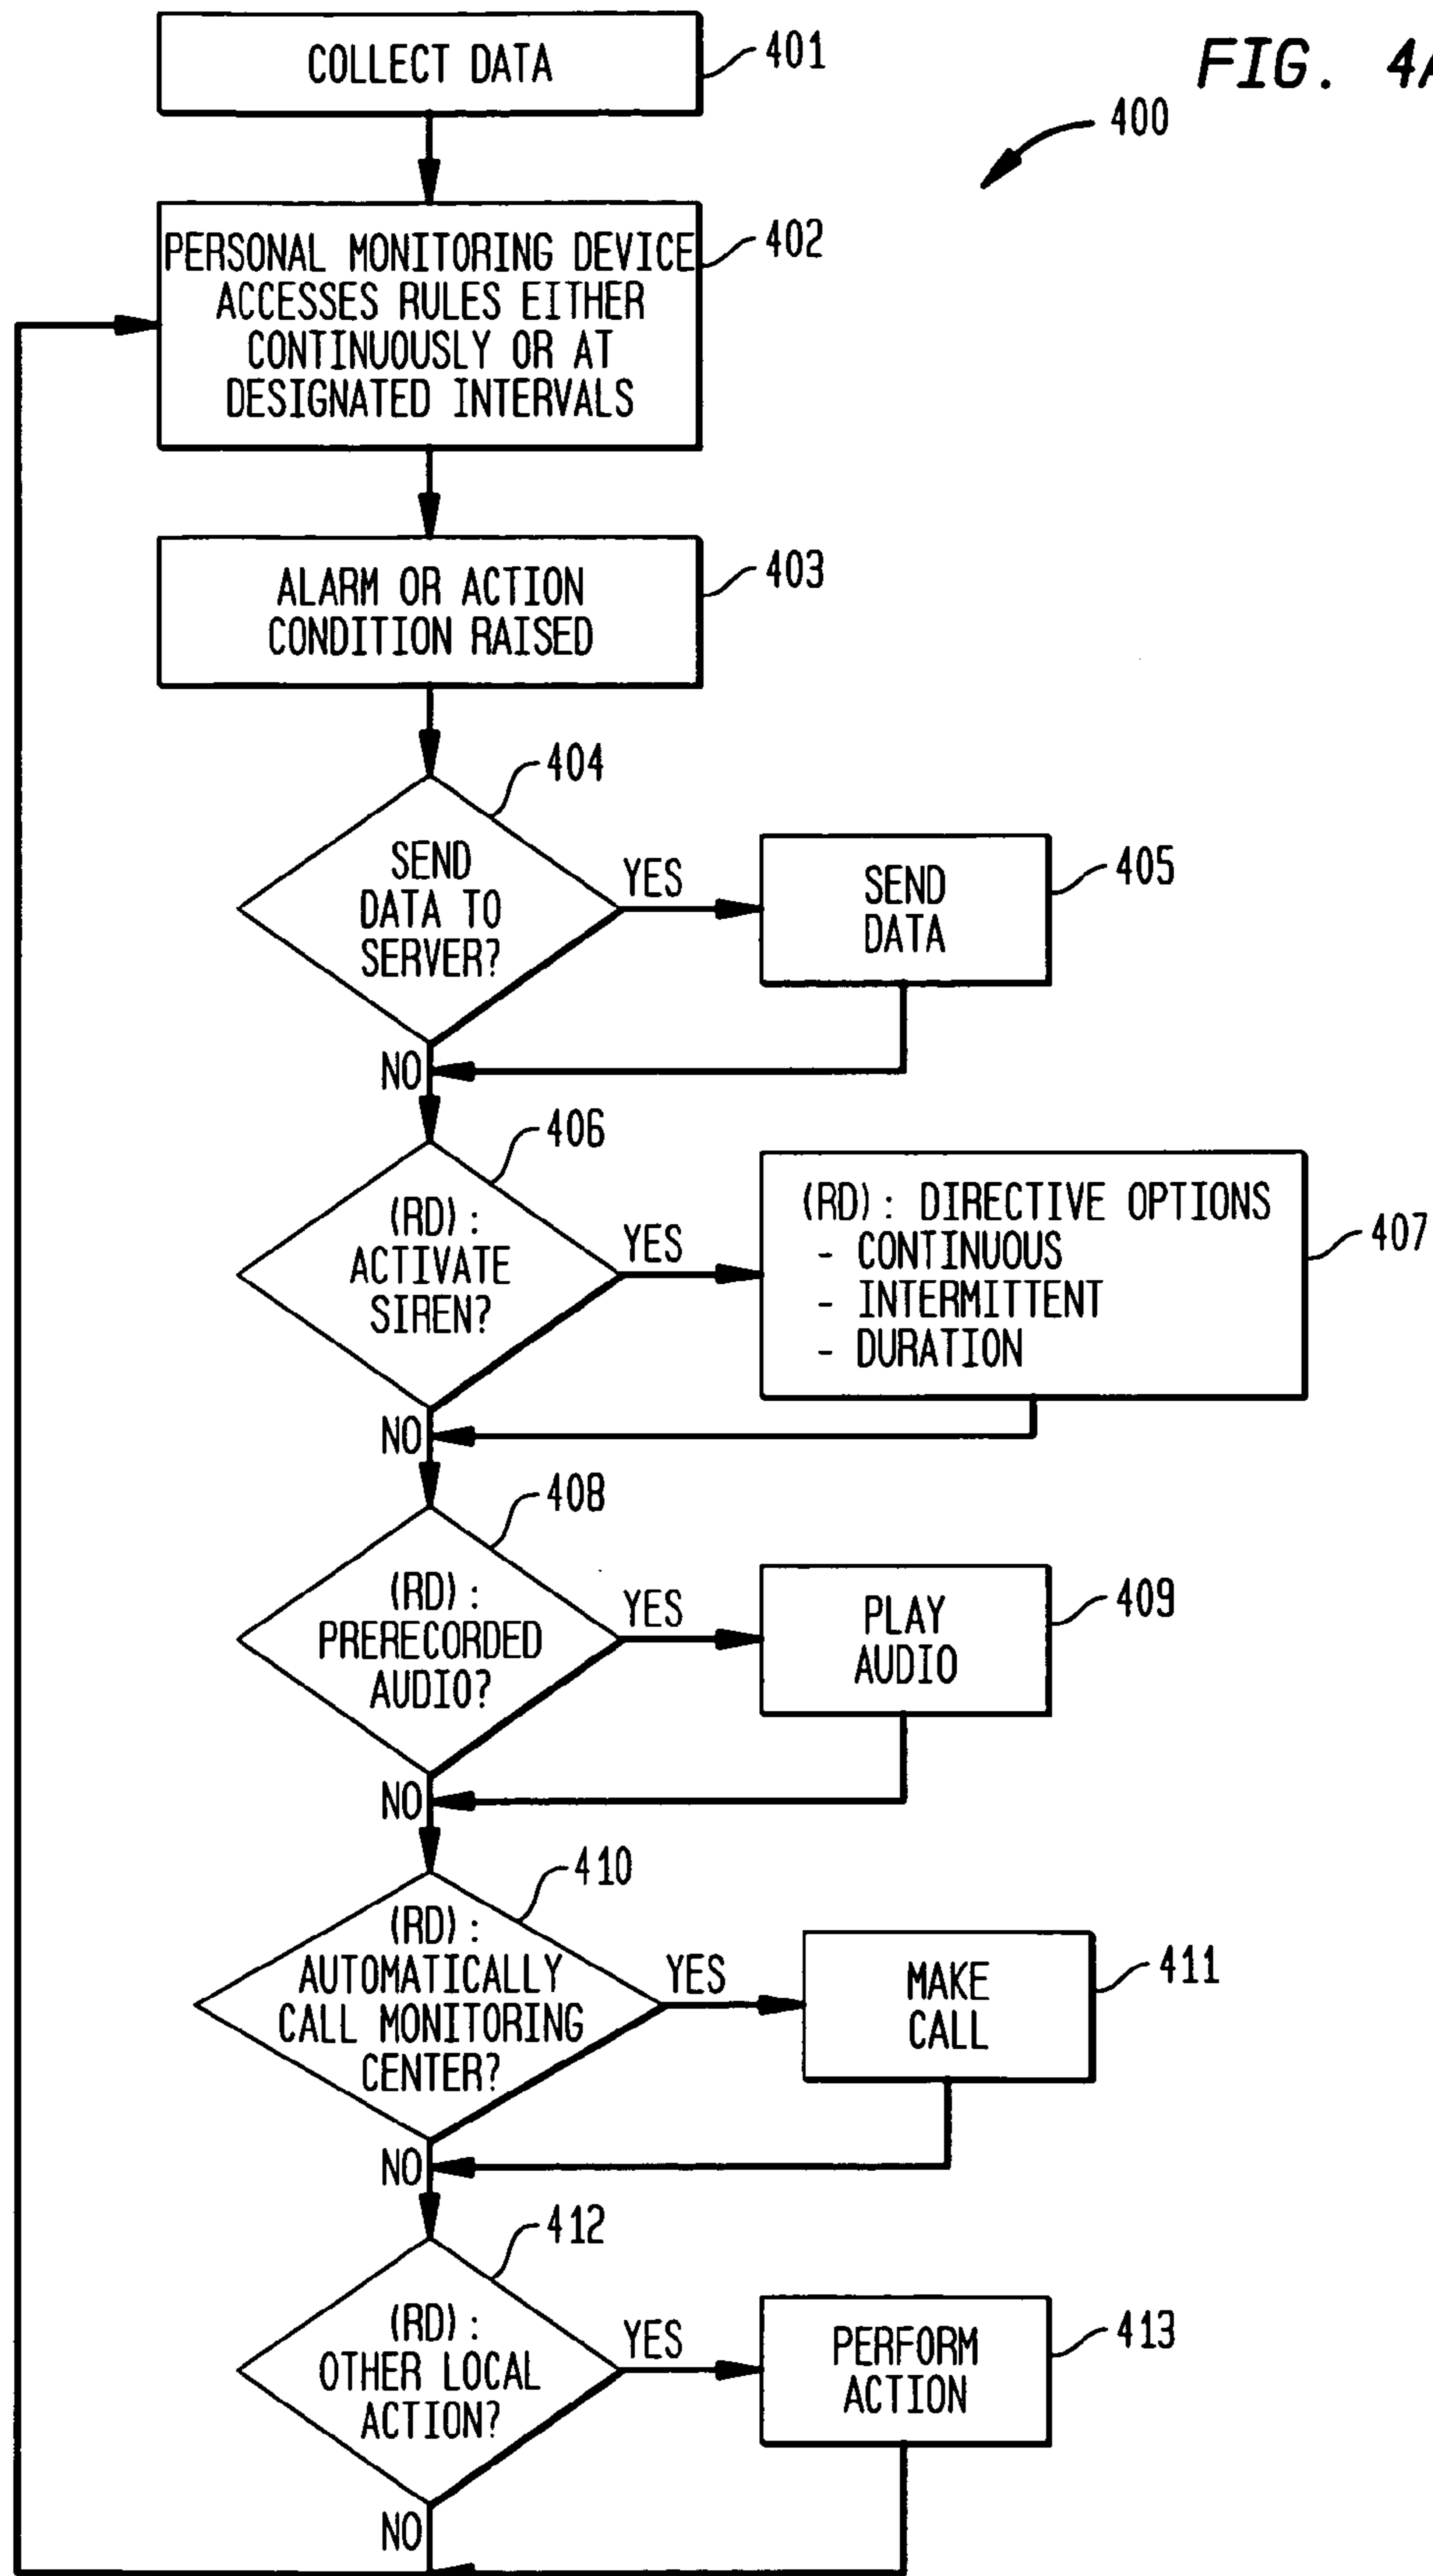 FIG. 4A
400
COLLECT DATA
401
PERSONAL MONITORING DEVICE
ACCESSES RULES EITHER
CONTINUOUSLY OR AT
DESIGNATED INTERVALS
402
ALARM OR ACTION
CONDITION RAISED
403
404
SEND
DATA TO
SERVER?
YES
SEND
DATA
405
NO
406
(RD):
ACTIVATE
SIREN?
YES
(RD): DIRECTIVE OPTIONS
- CONTINUOUS
- INTERMITTENT
- DURATION
407
NO
408
(RD):
PRERECORDED
AUDIO?
YES
PLAY
AUDIO
409
NO
410
(RD):
AUTOMATICALLY
CALL MONITORING
CENTER?
YES
MAKE
CALL
411
NO
412
(RD):
OTHER LOCAL
ACTION?
YES
PERFORM
ACTION
413
NO